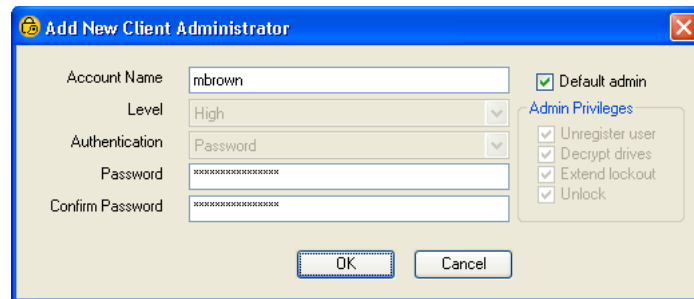 Add New Client Administrator
Account Name
mbrown
Default admin
Level
High
Admin Privileges
Unregister user
Decrypt drives
Extend lockout
Unlock
Authentication
Password
Password
****************
Confirm Password
****************
OK
Cancel